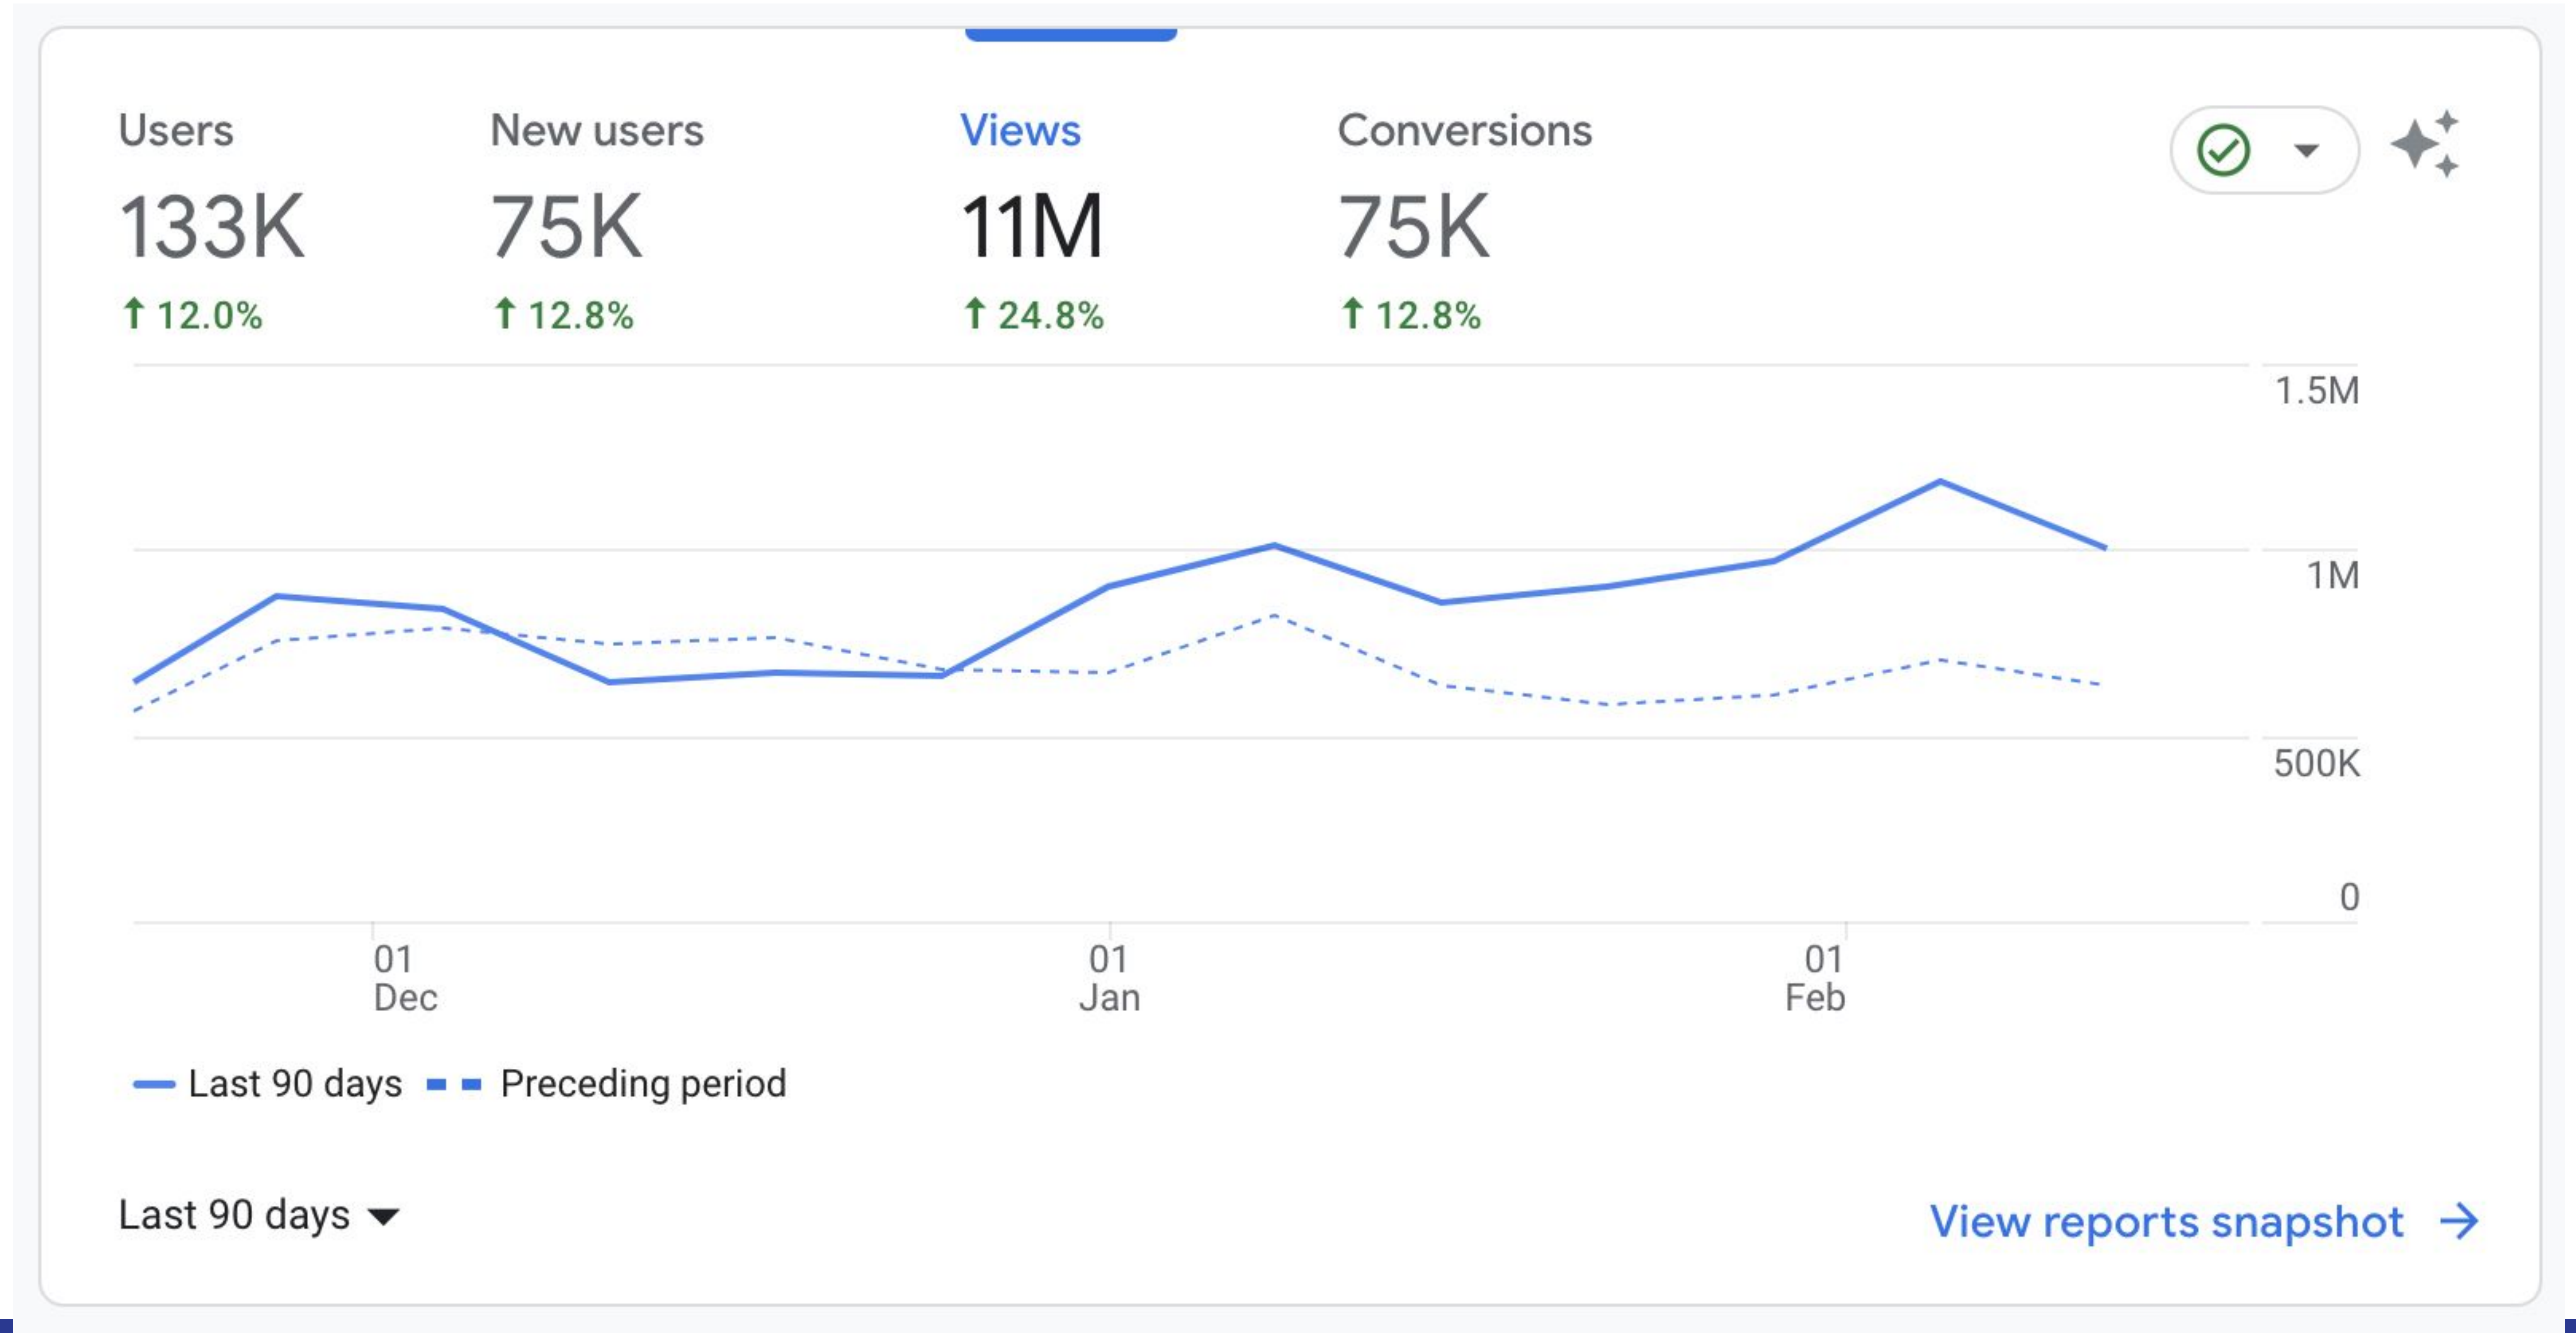 Users New users Views Conversions
133K 75K 11M 75K
12.0% 12.8% 24.8% 12.8%
1.5M
1M
500K
0
01 01 01
Dec Jan Feb
Last 90 days Preceding period
Last 90 days View reports snapshot